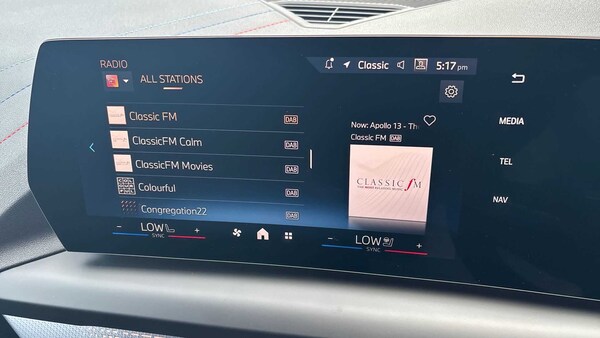 RADIO
ALL STATIONS
Classic 5:17 pm
Classic FM DAB
ClassicFM Calm DAB
ClassicFM Movies DAB
Colourful DAB
Congregation22 DAB
Now: Apollo 13 - Th
Classic FM DAB
CLASSIC fM
MEDIA
TEL
NAV
- LOW +
SYNC
- LOW +
SYNC